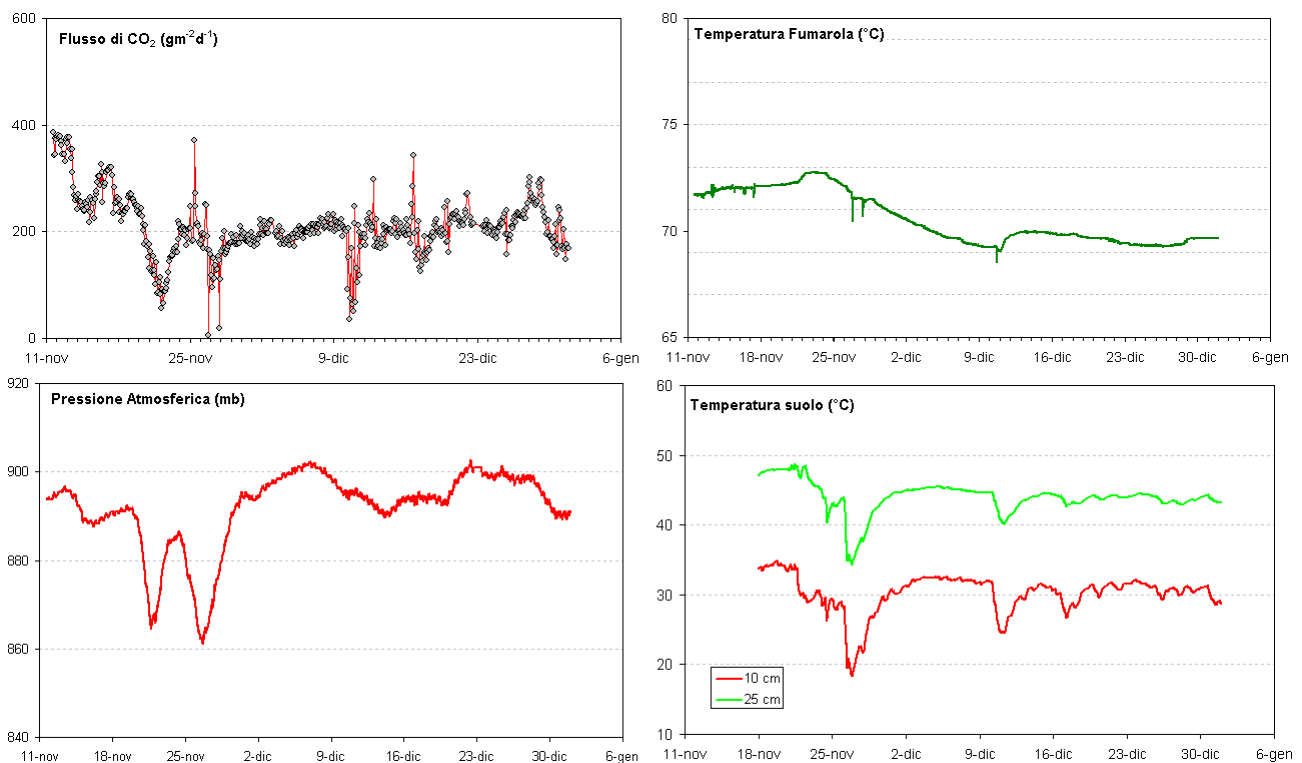 Flusso di CO₂ (gm⁻²d⁻¹)
600
400
200
0
11-nov 25-nov 9-dic 23-dic 6-gen
Temperatura Fumarola (°C)
80
75
70
65
11-nov 18-nov 25-nov 2-dic 9-dic 16-dic 23-dic 30-dic 6-gen
Pressione Atmosferica (mb)
920
900
880
860
840
11-nov 18-nov 25-nov 2-dic 9-dic 16-dic 23-dic 30-dic 6-gen
Temperatura suolo (°C)
60
50
40
30
20
10
10 cm
25 cm
11-nov 18-nov 25-nov 2-dic 9-dic 16-dic 23-dic 30-dic 6-gen